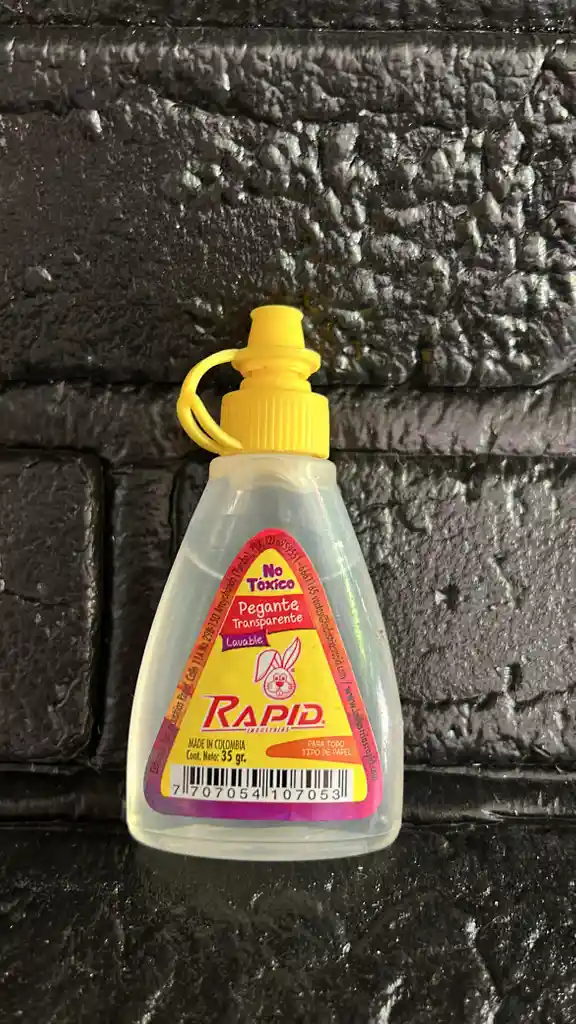 No
Tóxico
Pegante
Transparente
Lavable
RAPID
INDUSTRIAS
MADE IN COLOMBIA
Cont. Neto: 35 gr.
PARA TODO
TIPO DE PAPEL
7 707054 107053